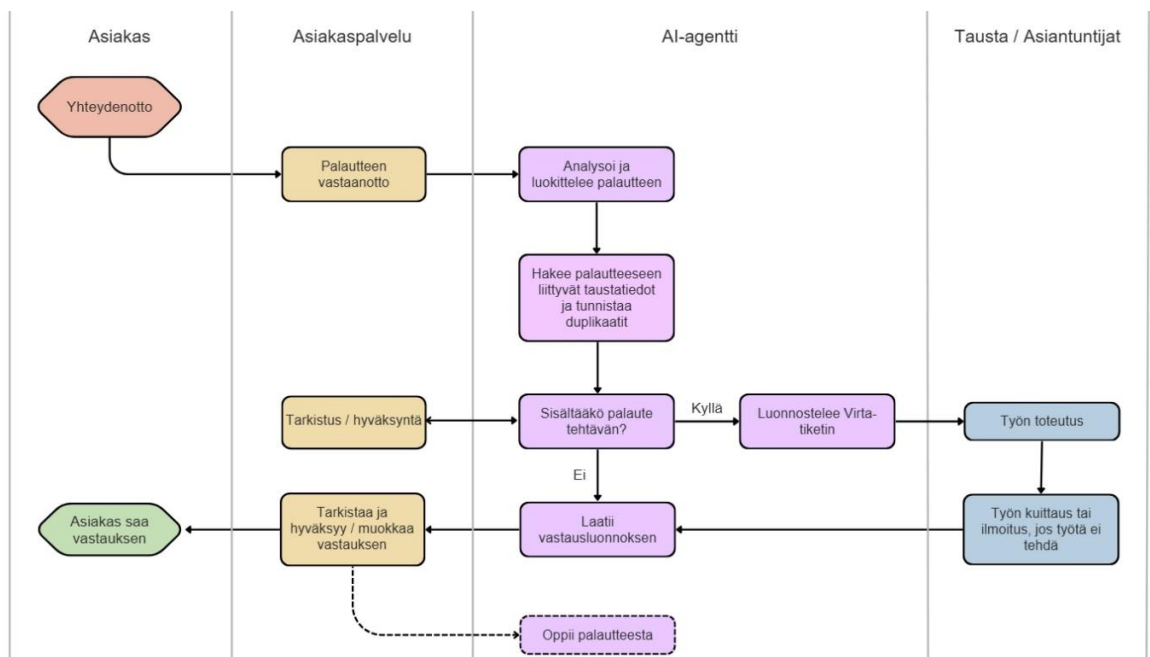 Asiakas
Asiakaspalvelu
AI-agentti
Tausta / Asiantuntijat
Yhteydenotto
Palautteen
vastaanotto
Analysoi ja
luokittelee palautteen
Hakee palautteeseen
liittyvät taustatiedot
ja tunnistaa
duplikaatit
Tarkistus / hyväksyntä
Sisältääkö palaute
tehtävän?
Kyllä
Luonnostelee Virta-
tiketin
Työn toteutus
Ei
Asiakas saa
vastauksen
Tarkistaa ja
hyväksyy / muokkaa
vastauksen
Laatii
vastausluonnoksen
Työn kuittaus tai
ilmoitus, jos työtä ei
tehdä
Oppii palautteesta